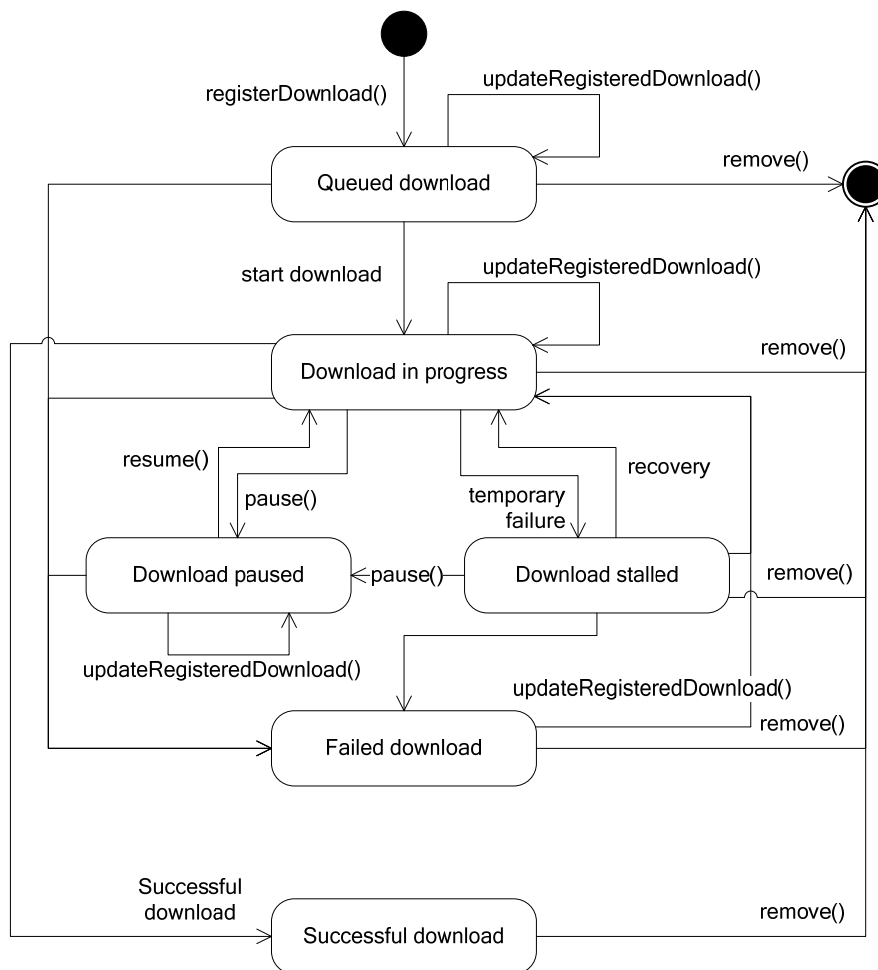 registerDownload()
updateRegisteredDownload()
Queued download
remove()
start download
updateRegisteredDownload()
Download in progress
remove()
resume()
pause()
temporary
failure
recovery
Download paused
pause()
Download stalled
remove()
updateRegisteredDownload()
updateRegisteredDownload()
Failed download
remove()
Successful
download
Successful download
remove()